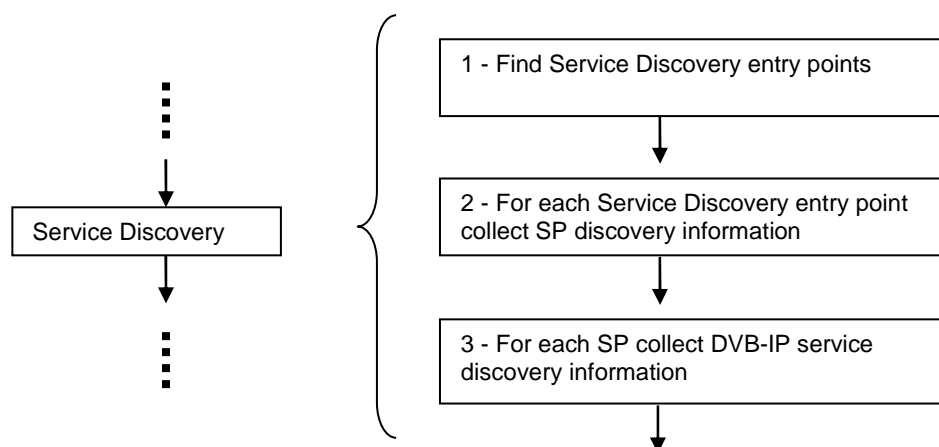 1 - Find Service Discovery entry points
2 - For each Service Discovery entry point
collect SP discovery information
Service Discovery
3 - For each SP collect DVB-IP service
discovery information